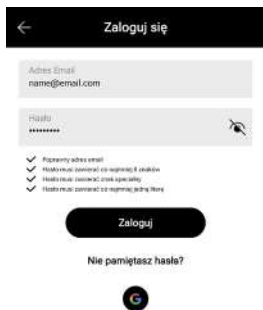 Zaloguj się
Adres Email
name@email.com
Hasło
•••••••••
Poprawny adres email
Hasło musi zawierać co najmniej 8 znaków
Hasło musi zawierać znak specjalny
Hasło musi zawierać co najmniej jedną literę
Zaloguj
Nie pamiętasz hasła?
G